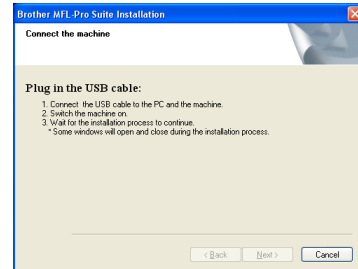 Brother MFL-Pro Suite Installation
Connect the machine
Plug in the USB cable:
1. Connect the USB cable to the PC and the machine.
2. Switch the machine on.
3. Wait for the installation process to continue.
* Some windows will open and close during the installation process.
< Back
Next >
Cancel